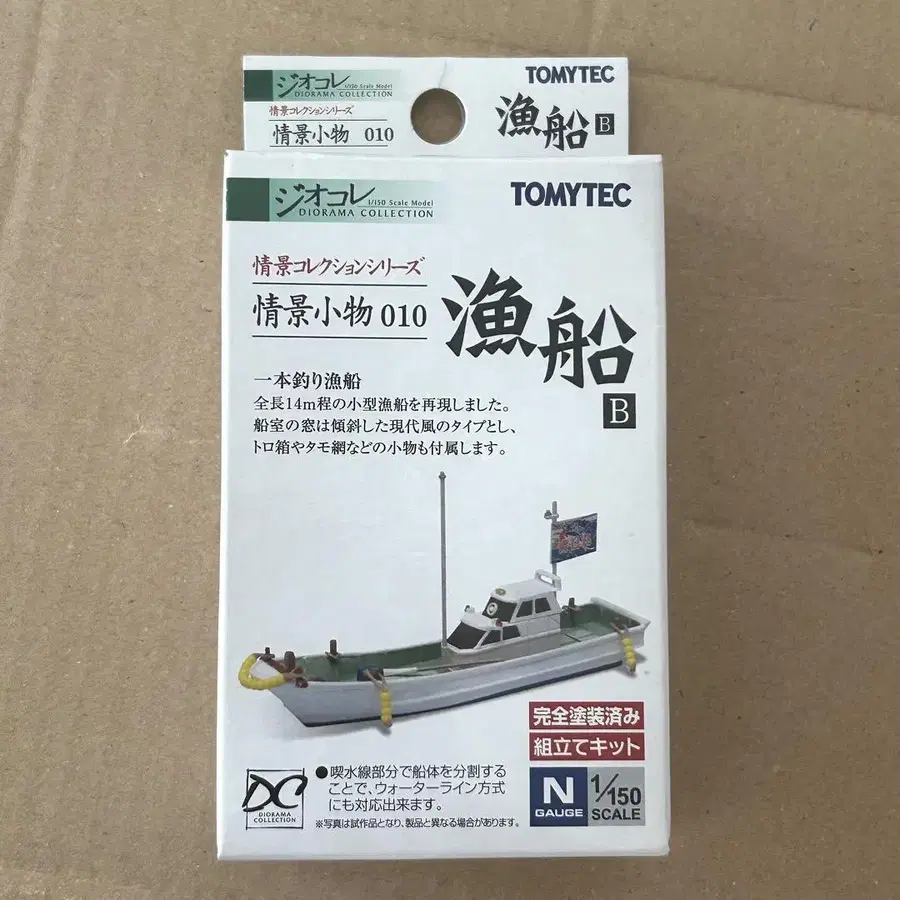 ジオコレ 1/150 Scale Model
DIORAMA COLLECTION
TOMYTEC
情景コレクションシリーズ
情景小物 010
漁船 B
ジオコレ 1/150 Scale Model
DIORAMA COLLECTION
TOMYTEC
情景コレクションシリーズ
情景小物 010
漁船
B
一本釣り漁船
全長14m程の小型漁船を再現しました。
船室の窓は傾斜した現代風のタイプとし、
トロ箱やタモ網などの小物も付属します。
完全塗装済み
組立てキット
DC
DIORAMA
COLLECTION
●喫水線部分で船体を分割する
ことで、ウォーターライン方式
にも対応出来ます。
※写真は試作品となり、製品と異なる場合があります。
N
GAUGE
1/150
SCALE